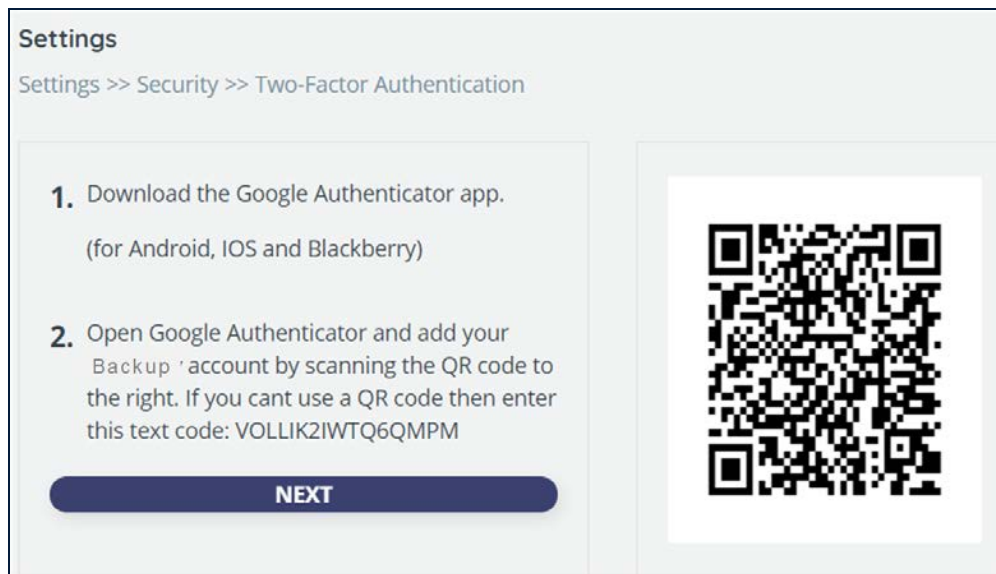 Settings
Settings >> Security >> Two-Factor Authentication
1. Download the Google Authenticator app.
(for Android, IOS and Blackberry)
2. Open Google Authenticator and add your
Backup ' account by scanning the QR code to
the right. If you cant use a QR code then enter
this text code: VOLLIK2IWTQ6QMPM
NEXT